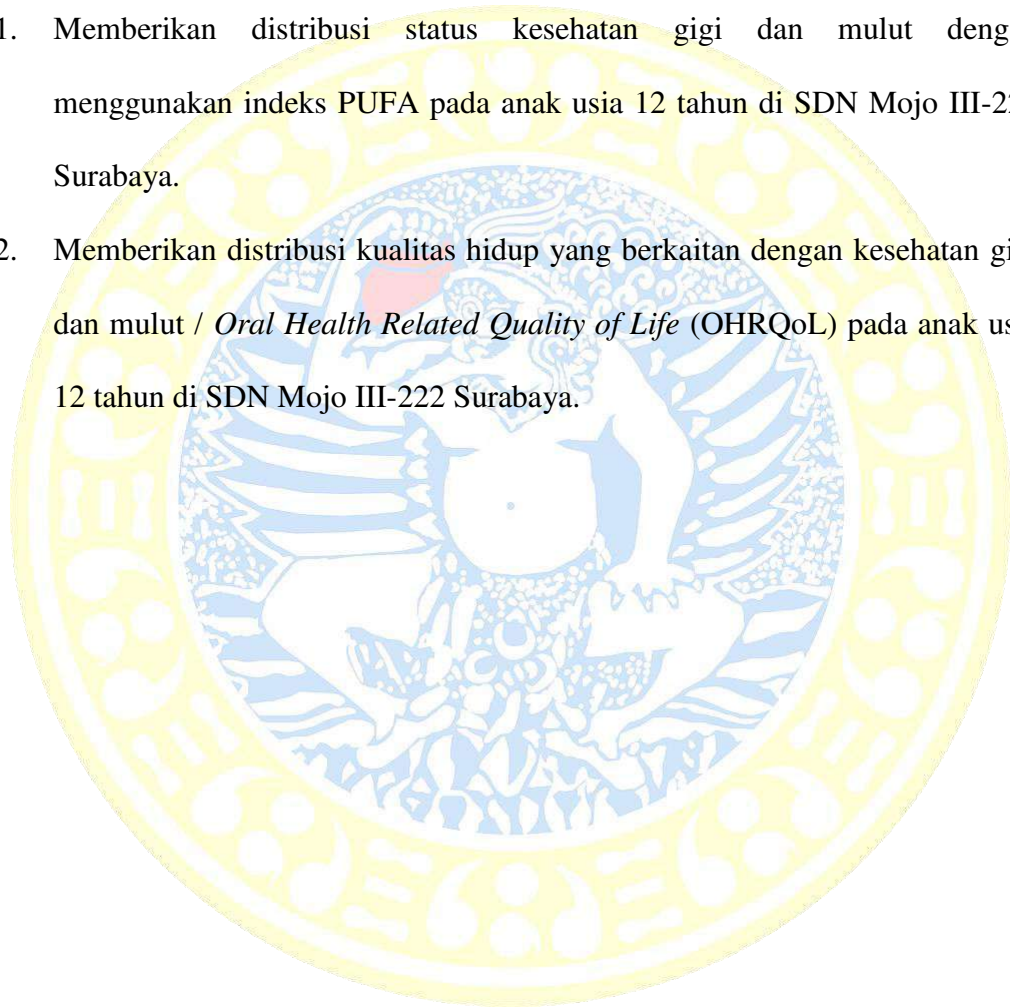 1. Memberikan distribusi status kesehatan gigi dan mulut deng
menggunakan indeks PUFA pada anak usia 12 tahun di SDN Mojo III-22
Surabaya.
2. Memberikan distribusi kualitas hidup yang berkaitan dengan kesehatan gi
dan mulut / Oral Health Related Quality of Life (OHRQoL) pada anak us
12 tahun di SDN Mojo III-222 Surabaya.